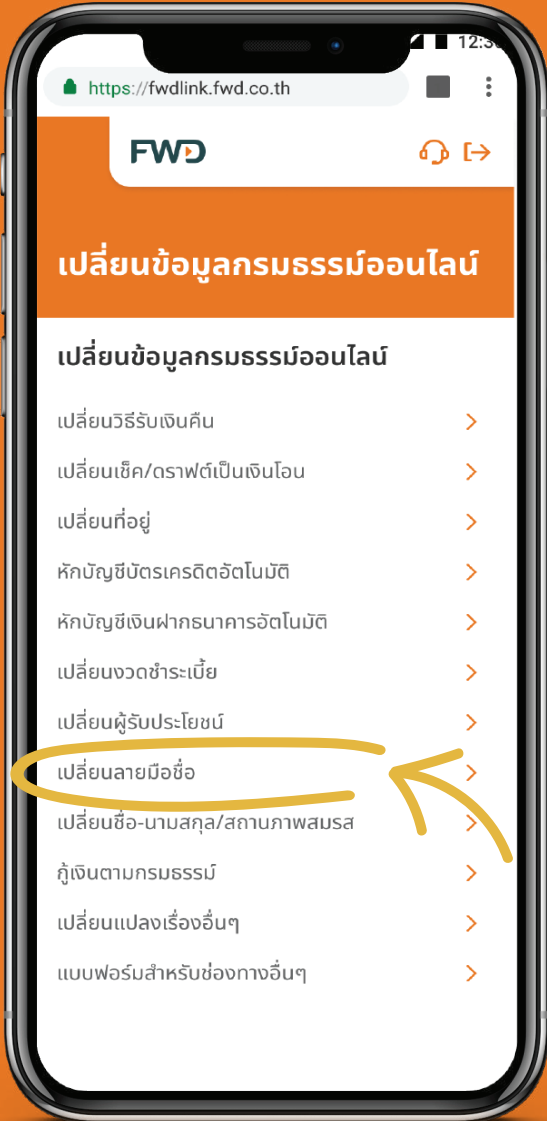 12:30
https://fwdlink.fwd.co.th
FWD
เปลี่ยนข้อมูลกรมธรรม์ออนไลน์
เปลี่ยนข้อมูลกรมธรรม์ออนไลน์
เปลี่ยนวิธีรับเงินคืน
เปลี่ยนเช็ค/ดราฟต์เป็นเงินโอน
เปลี่ยนที่อยู่
หักบัญชีบัตรเครดิตอัตโนมัติ
หักบัญชีเงินฝากธนาคารอัตโนมัติ
เปลี่ยนงวดชำระเบี้ย
เปลี่ยนผู้รับประโยชน์
เปลี่ยนลายมือชื่อ
เปลี่ยนชื่อ-นามสกุล/สถานภาพสมรส
กู้เงินตามกรมธรรม์
เปลี่ยนแปลงเรื่องอื่นๆ
แบบฟอร์มสำหรับช่องทางอื่นๆ